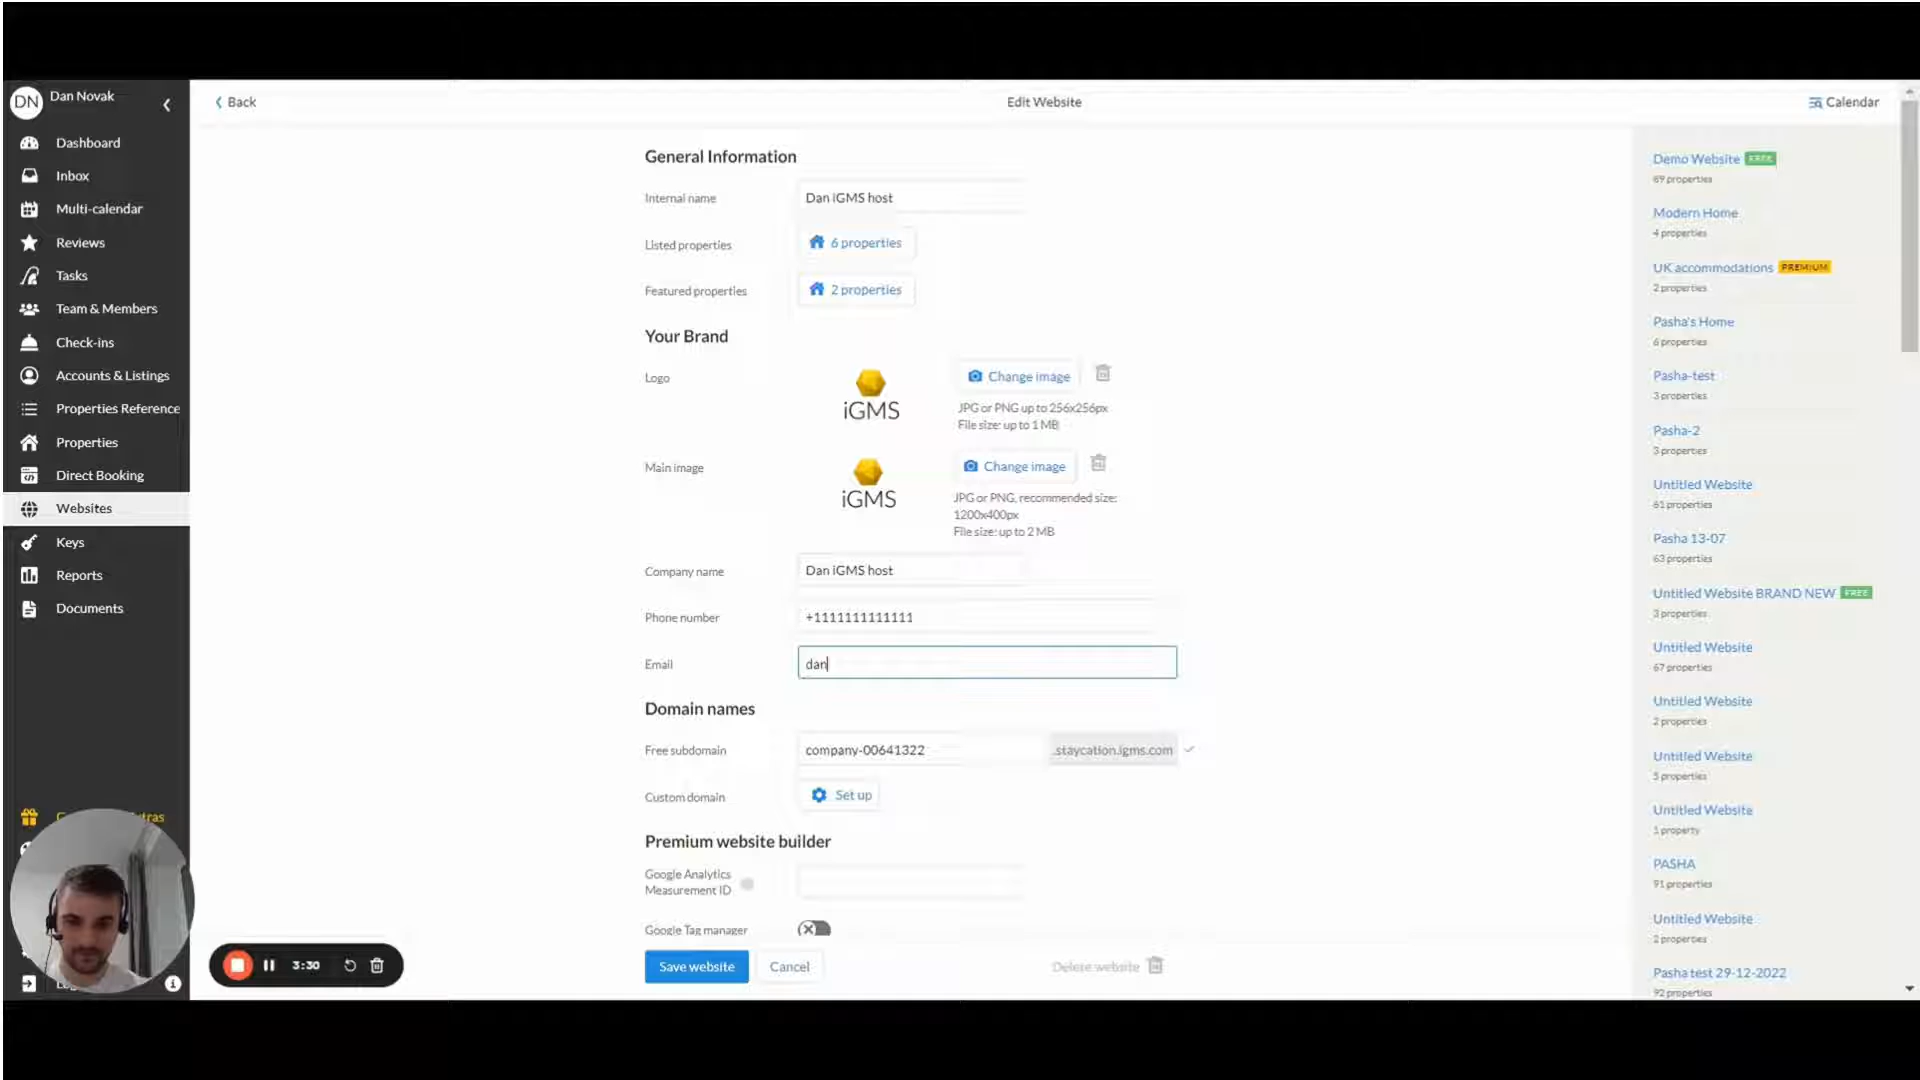 DN Dan Novak
Dashboard
Inbox
Multi-calendar
Reviews
Tasks
Team & Members
Check-ins
Accounts & Listings
Properties Reference
Properties
Direct Booking
Websites
Keys
Reports
Documents
3:30
Back
Edit Website
Calendar
General Information
Internal name
Dan iGMS host
Listed properties
6 properties
Featured properties
2 properties
Your Brand
Logo
iGMS
Change image
JPG or PNG up to 256x256px
File size: up to 1 MB
Main image
iGMS
Change image
JPG or PNG, recommended size:
1200x400px
File size: up to 2 MB
Company name
Dan iGMS host
Phone number
+1111111111111
Email
dan
Domain names
Free subdomain
company-00641322
.staycation.igms.com
Custom domain
Set up
Premium website builder
Google Analytics
Measurement ID
Google Tag manager
Save website
Cancel
Delete website
Demo Website FREE
69 properties
Modern Home
4 properties
UK accommodations PREMIUM
2 properties
Pasha's Home
6 properties
Pasha-test
3 properties
Pasha-2
3 properties
Untitled Website
61 properties
Pasha 13-07
63 properties
Untitled Website BRAND NEW FREE
3 properties
Untitled Website
67 properties
Untitled Website
2 properties
Untitled Website
5 properties
Untitled Website
1 property
PASHA
91 properties
Untitled Website
2 properties
Pasha test 29-12-2022
92 properties